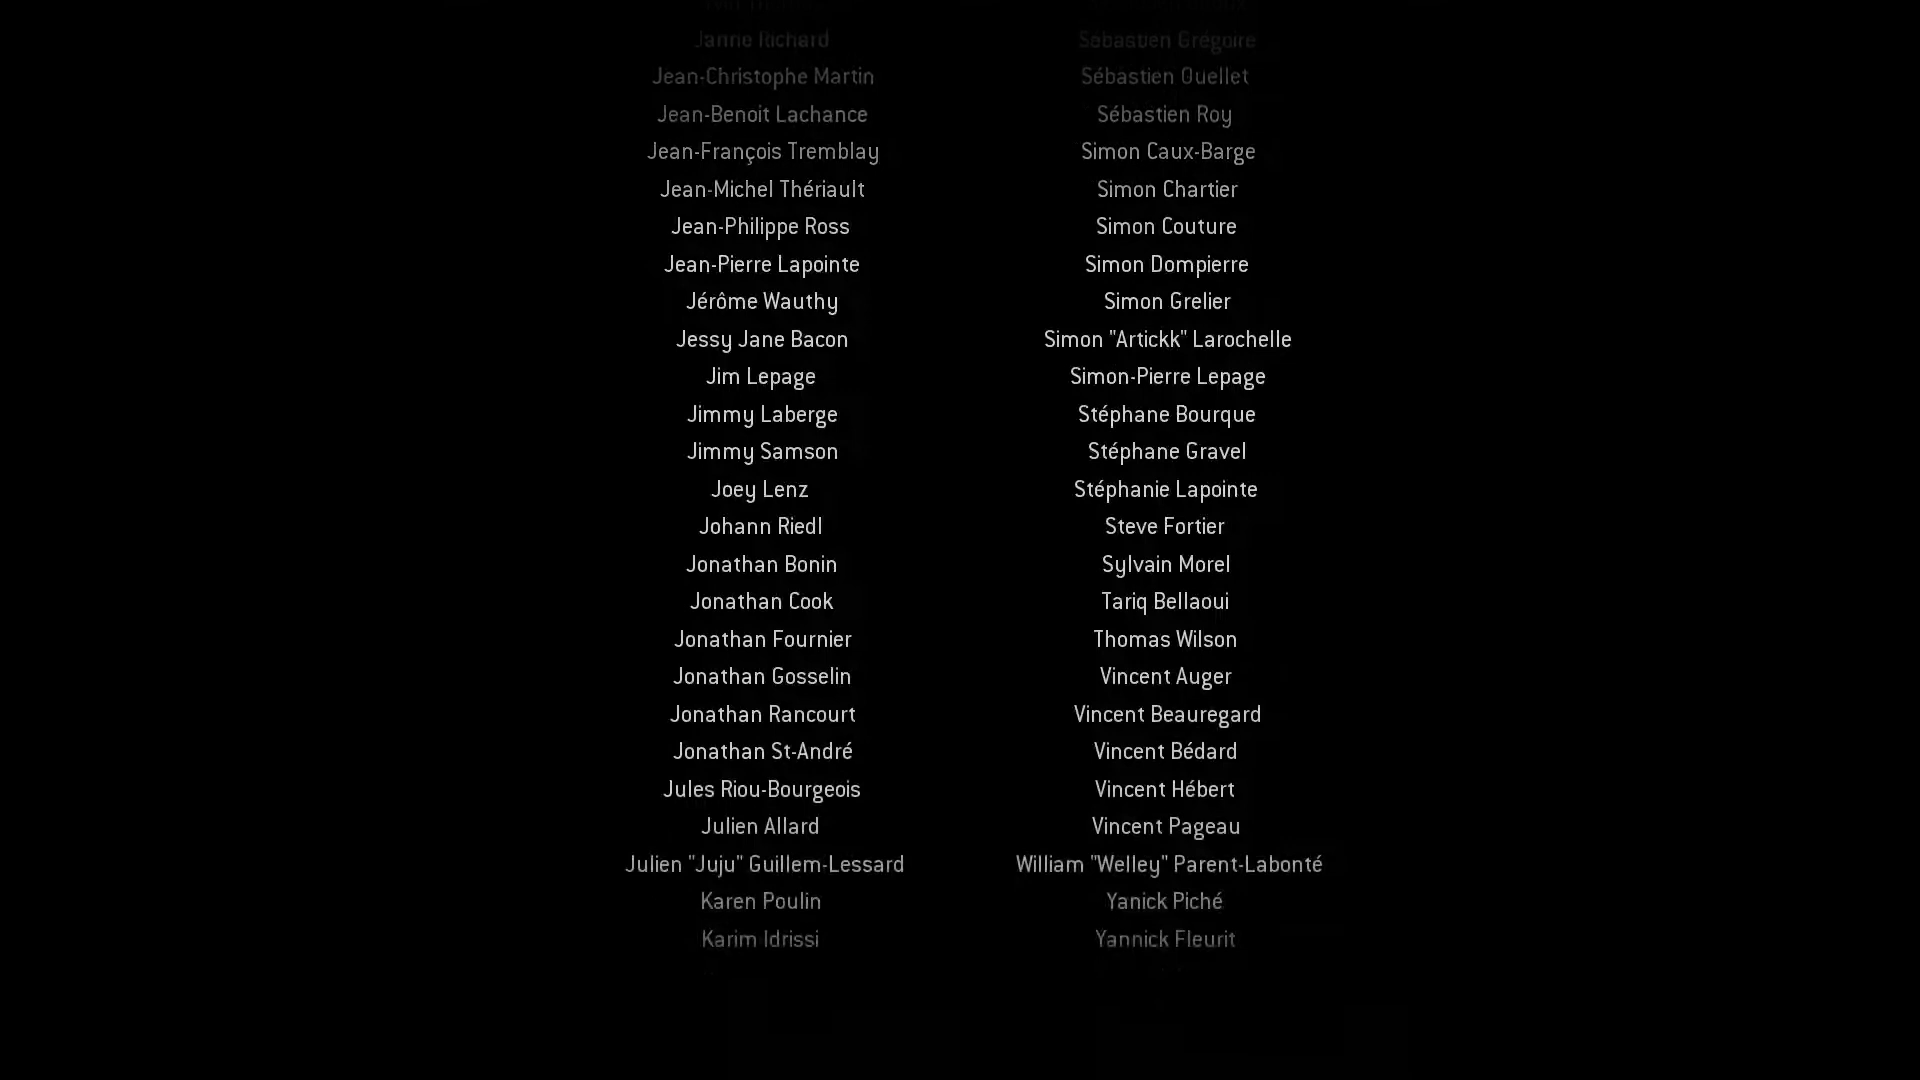 Janne Richard
Jean-Christophe Martin
Jean-Benoit Lachance
Jean-François Tremblay
Jean-Michel Thériault
Jean-Philippe Ross
Jean-Pierre Lapointe
Jérôme Wauthy
Jessy Jane Bacon
Jim Lepage
Jimmy Laberge
Jimmy Samson
Joey Lenz
Johann Riedl
Jonathan Bonin
Jonathan Cook
Jonathan Fournier
Jonathan Gosselin
Jonathan Rancourt
Jonathan St-André
Jules Riou-Bourgeois
Julien Allard
Julien "Juju" Guillem-Lessard
Karen Poulin
Karim Idrissi
Sébastien Grégoire
Sébastien Ouellet
Sébastien Roy
Simon Caux-Barge
Simon Chartier
Simon Couture
Simon Dompierre
Simon Grelier
Simon "Artickk" Larochelle
Simon-Pierre Lepage
Stéphane Bourque
Stéphane Gravel
Stéphanie Lapointe
Steve Fortier
Sylvain Morel
Tariq Bellaoui
Thomas Wilson
Vincent Auger
Vincent Beauregard
Vincent Bédard
Vincent Hébert
Vincent Pageau
William "Welley" Parent-Labonté
Yanick Piché
Yannick Fleurit